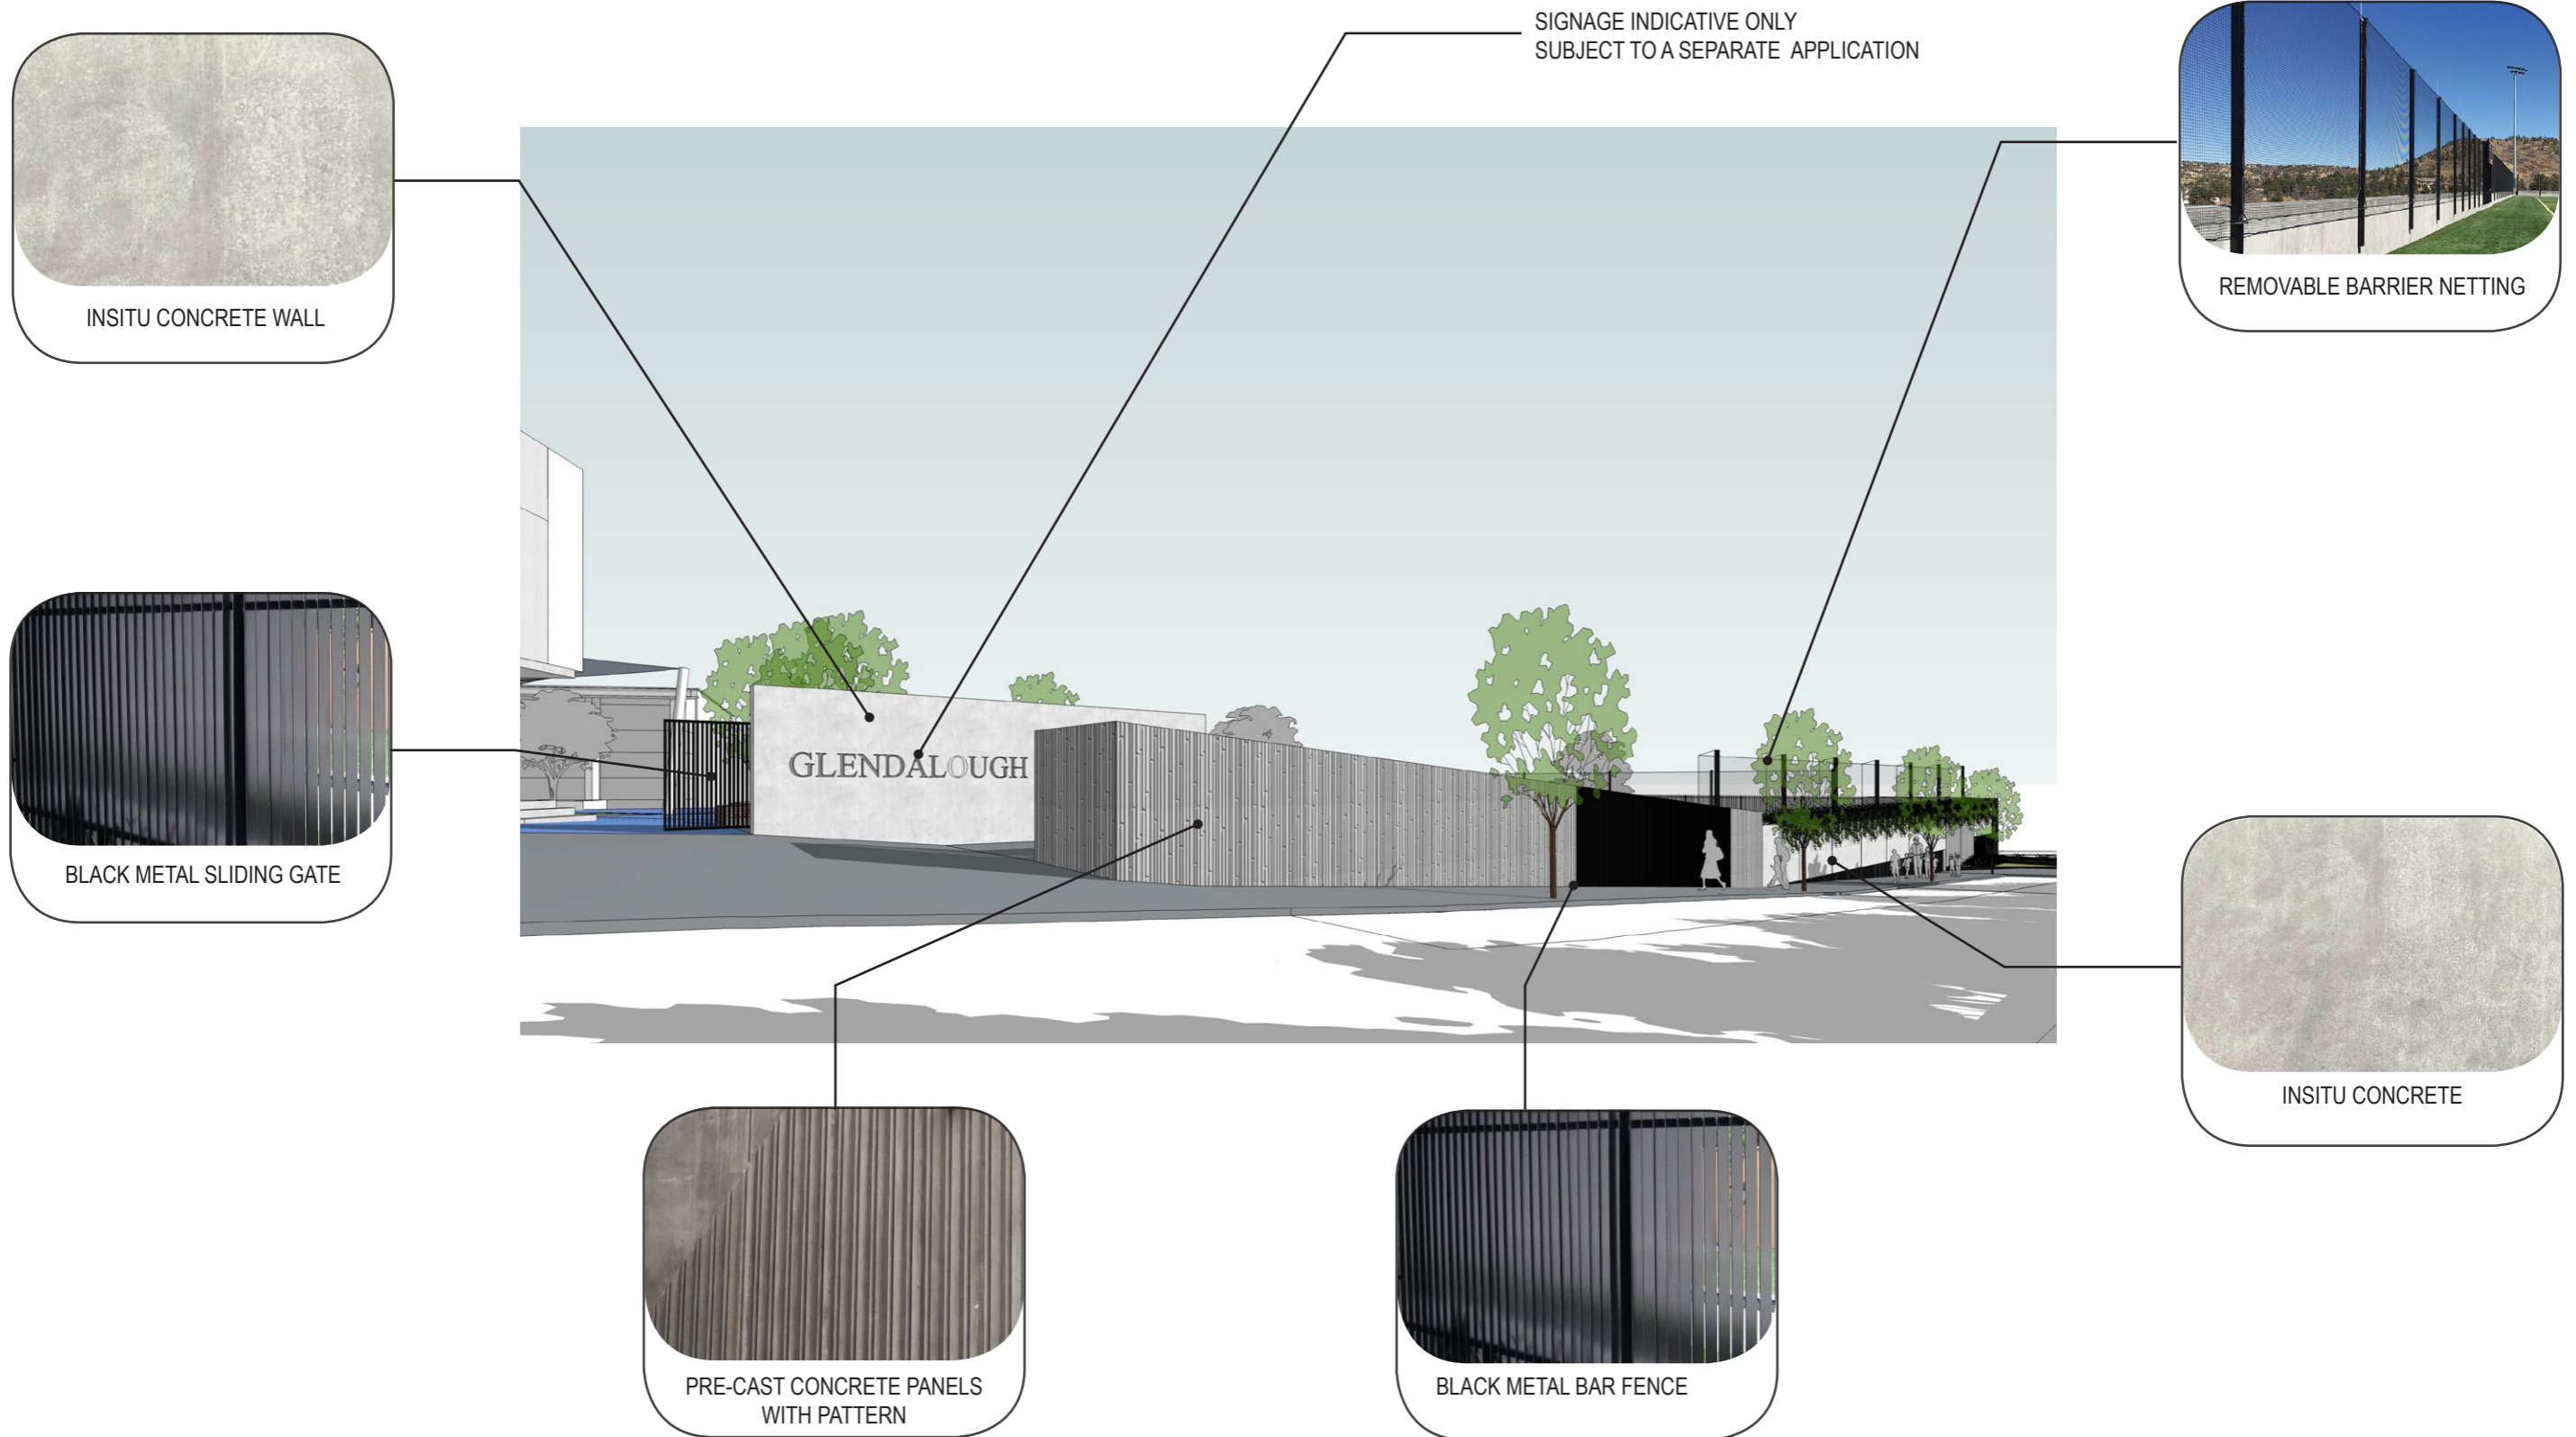 SIGNAGE INDICATIVE ONLY
SUBJECT TO A SEPARATE APPLICATION
INSITU CONCRETE WALL
REMOVABLE BARRIER NETTING
GLENDALOUGH
BLACK METAL SLIDING GATE
INSITU CONCRETE
PRE-CAST CONCRETE PANELS
WITH PATTERN
BLACK METAL BAR FENCE